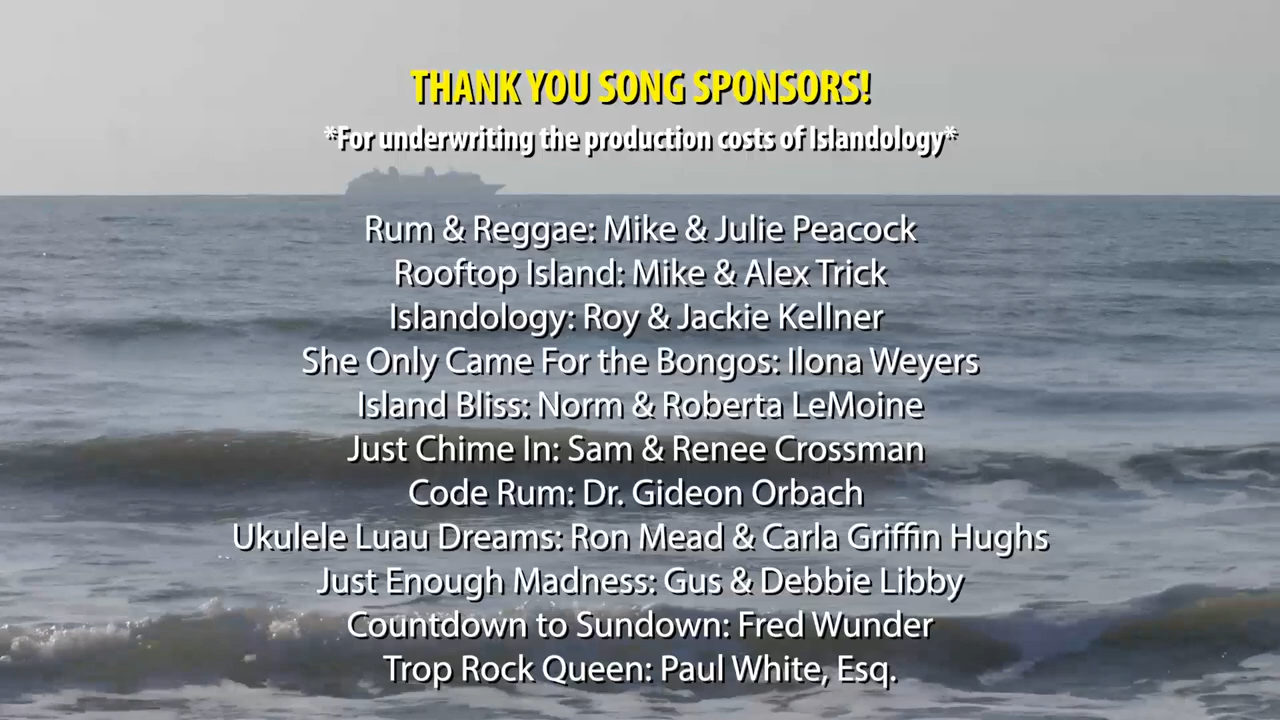 THANK YOU SONG SPONSORS!
*For underwriting the production costs of Islandology*
Rum & Reggae: Mike & Julie Peacock
Rooftop Island: Mike & Alex Trick
Islandology: Roy & Jackie Kellner
She Only Came For the Bongos: Ilona Weyers
Island Bliss: Norm & Roberta LeMoine
Just Chime In: Sam & Renee Crossman
Code Rum: Dr. Gideon Orbach
Ukulele Luau Dreams: Ron Mead & Carla Griffin Hughs
Just Enough Madness: Gus & Debbie Libby
Countdown to Sundown: Fred Wunder
Trop Rock Queen: Paul White, Esq.